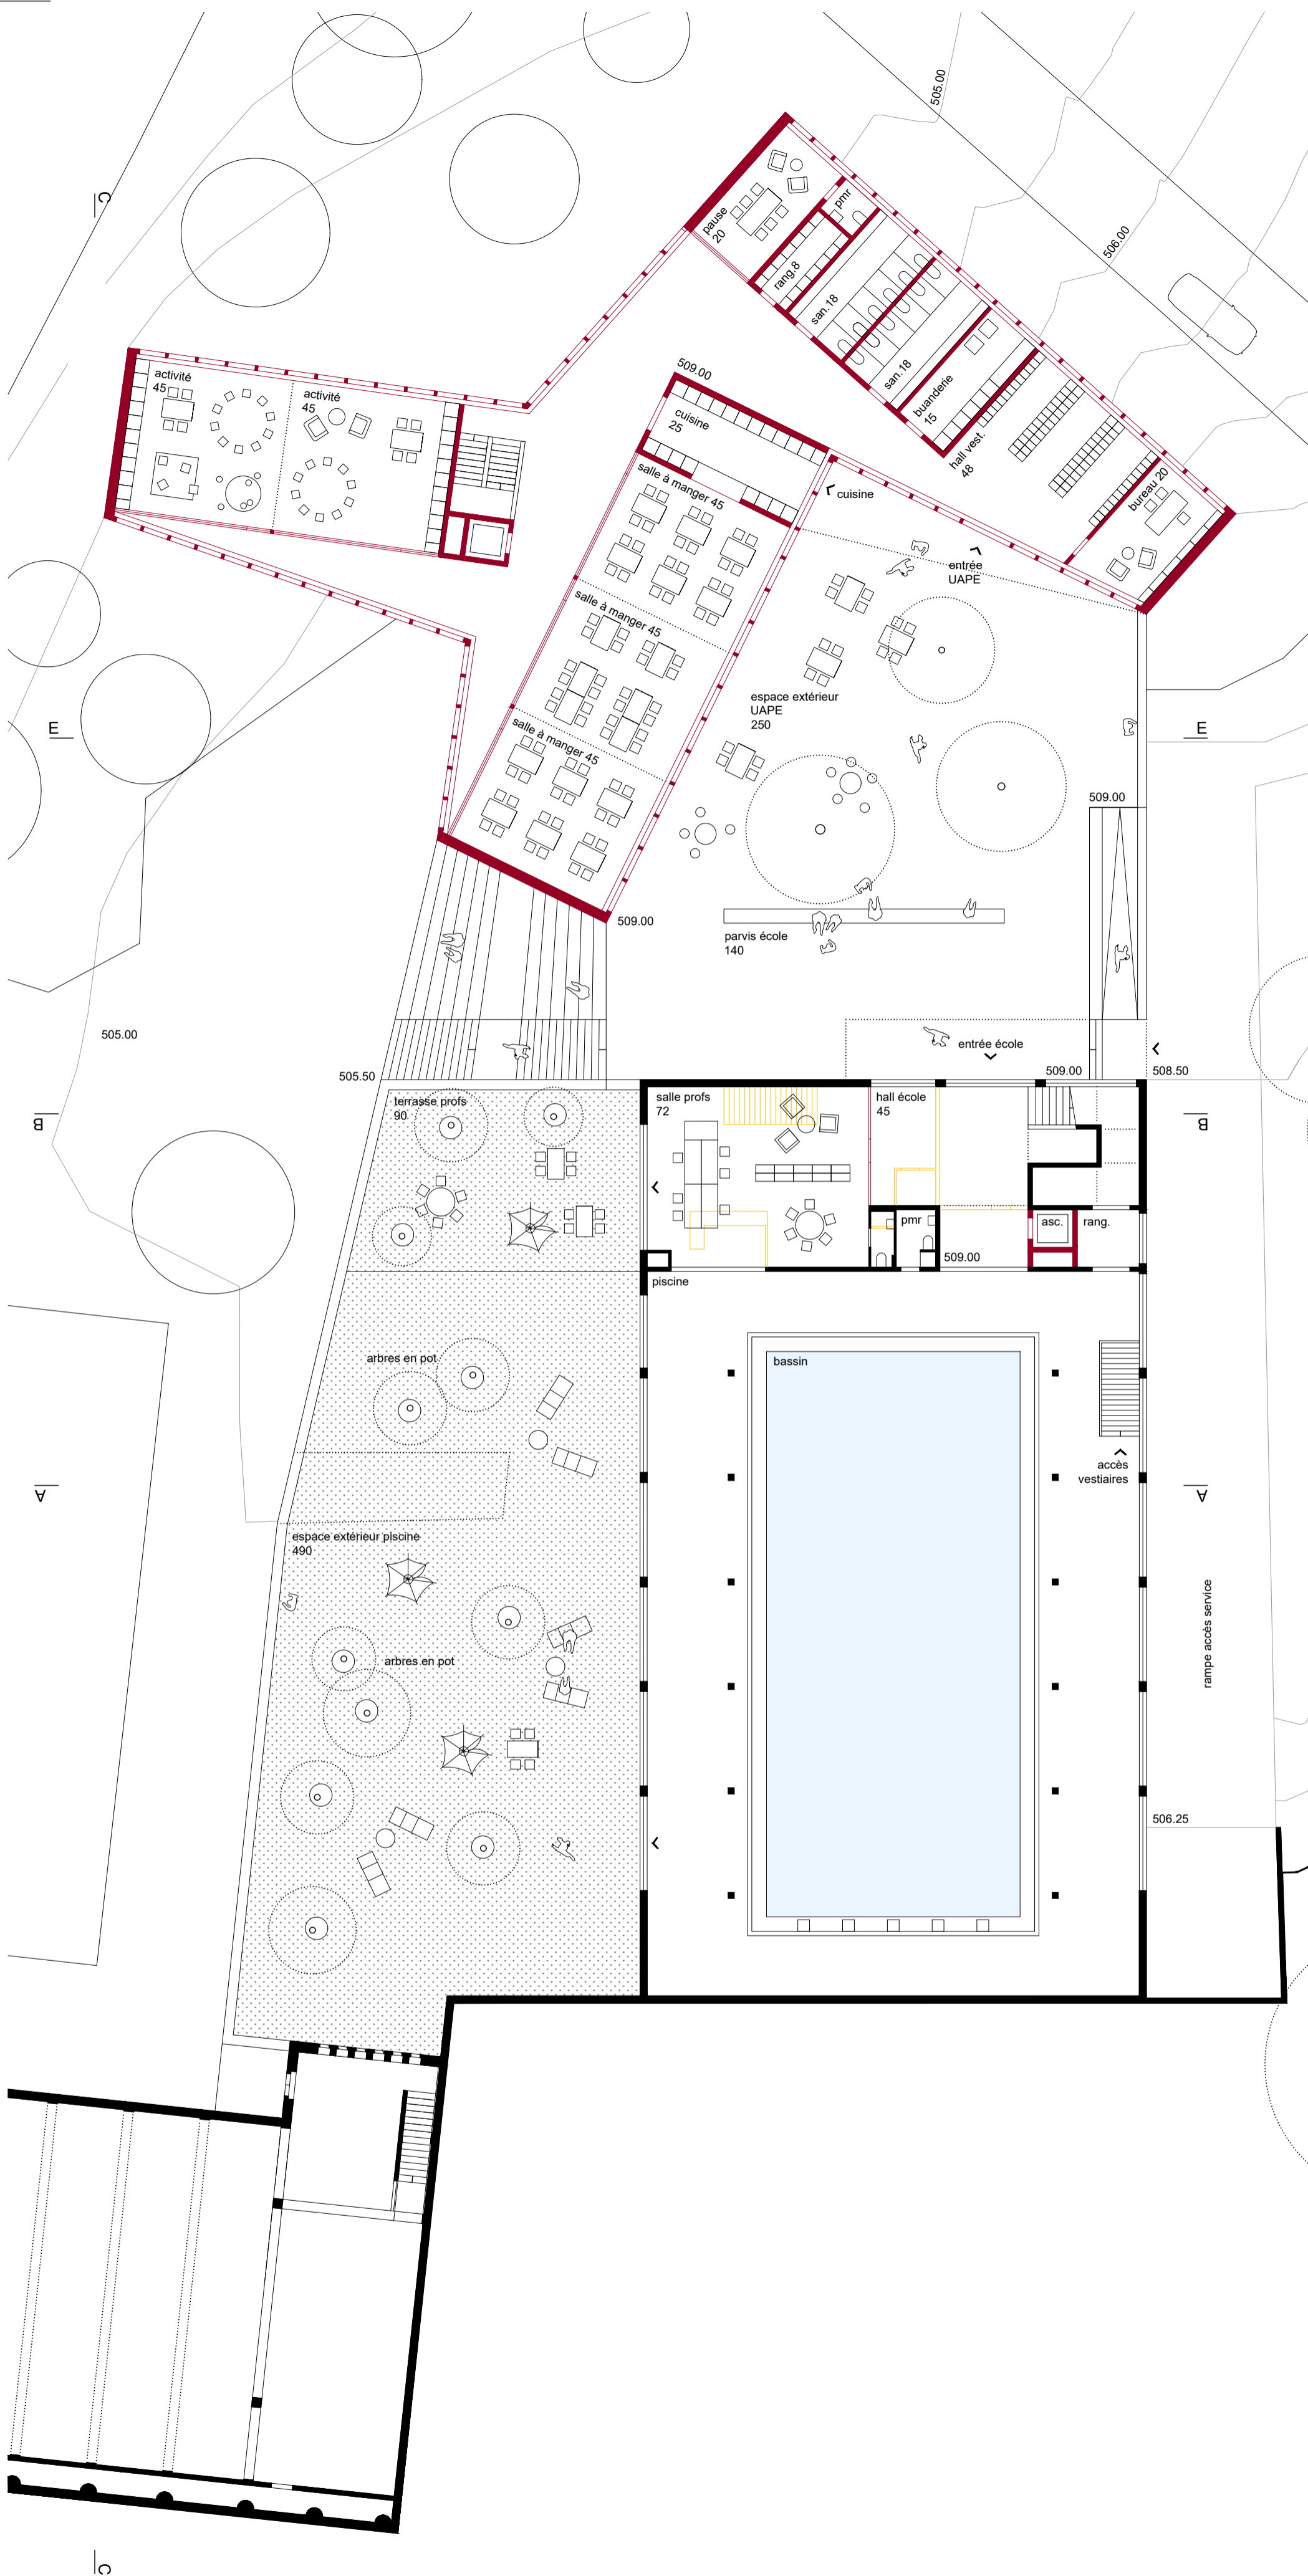 505.00
C
pause
20
pmr
rang.8
506.00
san.18
san.18
buanderie
15
hall vest.
48
bureau 20
509.00
activité
45
activité
45
cuisine
25
cuisine
salle à manger 45
entrée
UAPE
salle à manger 45
espace extérieur
UAPE
250
salle à manger 45
E
E
509.00
509.00
parvis école
140
505.00
entrée école
505.50
509.00
508.50
terrasse profs
90
salle profs
72
hall école
45
B
B
pmr
asc.
rang.
509.00
piscine
arbres en pot
bassin
accès
vestiaires
A
A
espace extérieur piscine
490
rampe accès service
arbres en pot
506.25
C